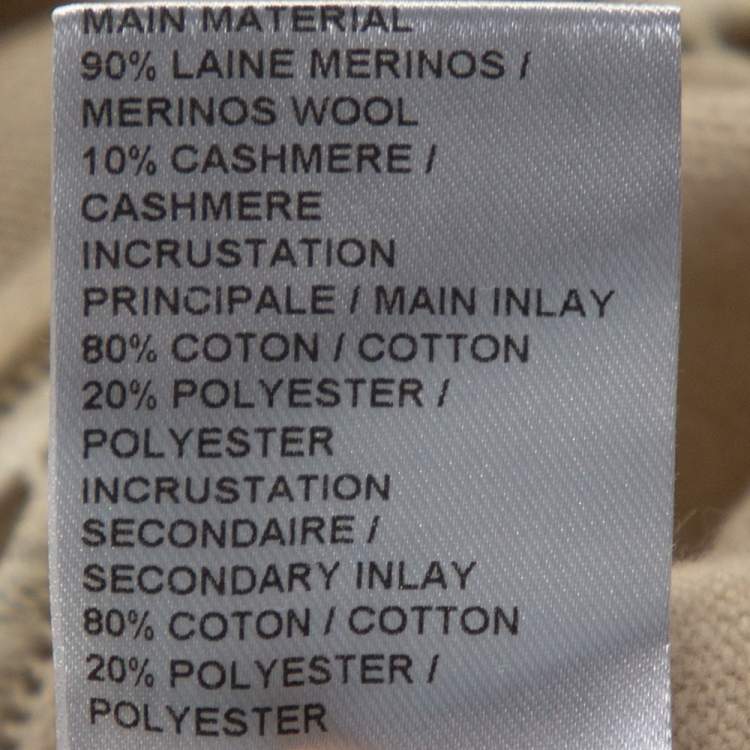 MAIN MATERIAL
90% LAINE MERINOS /
MERINOS WOOL
10% CASHMERE /
CASHMERE
INCRUSTATION
PRINCIPALE / MAIN INLAY
80% COTON / COTTON
20% POLYESTER /
POLYESTER
INCRUSTATION
SECONDAIRE /
SECONDARY INLAY
80% COTON / COTTON
20% POLYESTER /
POLYESTER